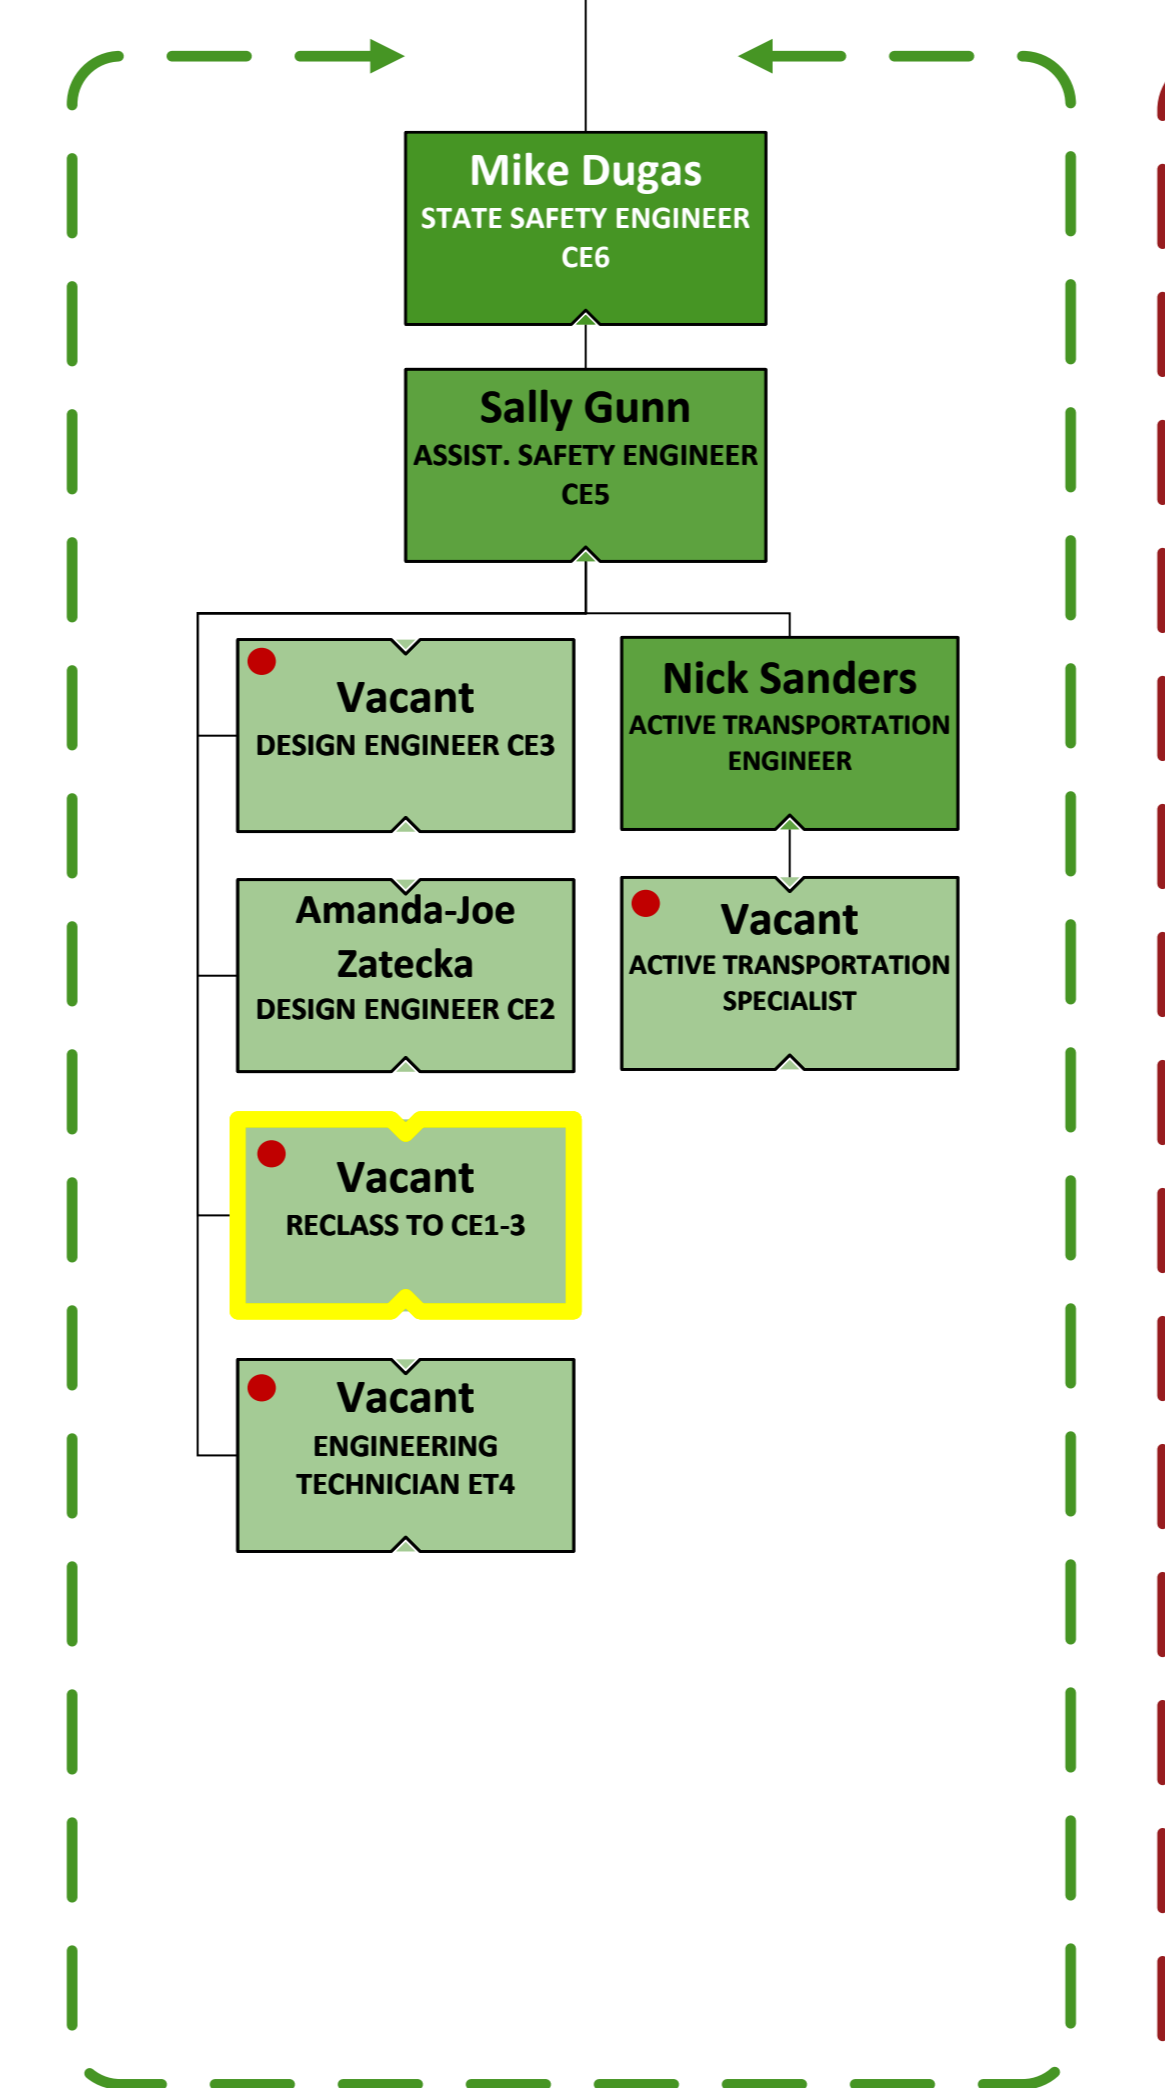 Mike Dugas
STATE SAFETY ENGINEER
CE6
Sally Gunn
ASSIST. SAFETY ENGINEER
CE5
Vacant
DESIGN ENGINEER CE3
Nick Sanders
ACTIVE TRANSPORTATION
ENGINEER
Amanda-Joe
Zatecka
DESIGN ENGINEER CE2
Vacant
ACTIVE TRANSPORTATION
SPECIALIST
Vacant
RECLASS TO CE1-3
Vacant
ENGINEERING
TECHNICIAN ET4